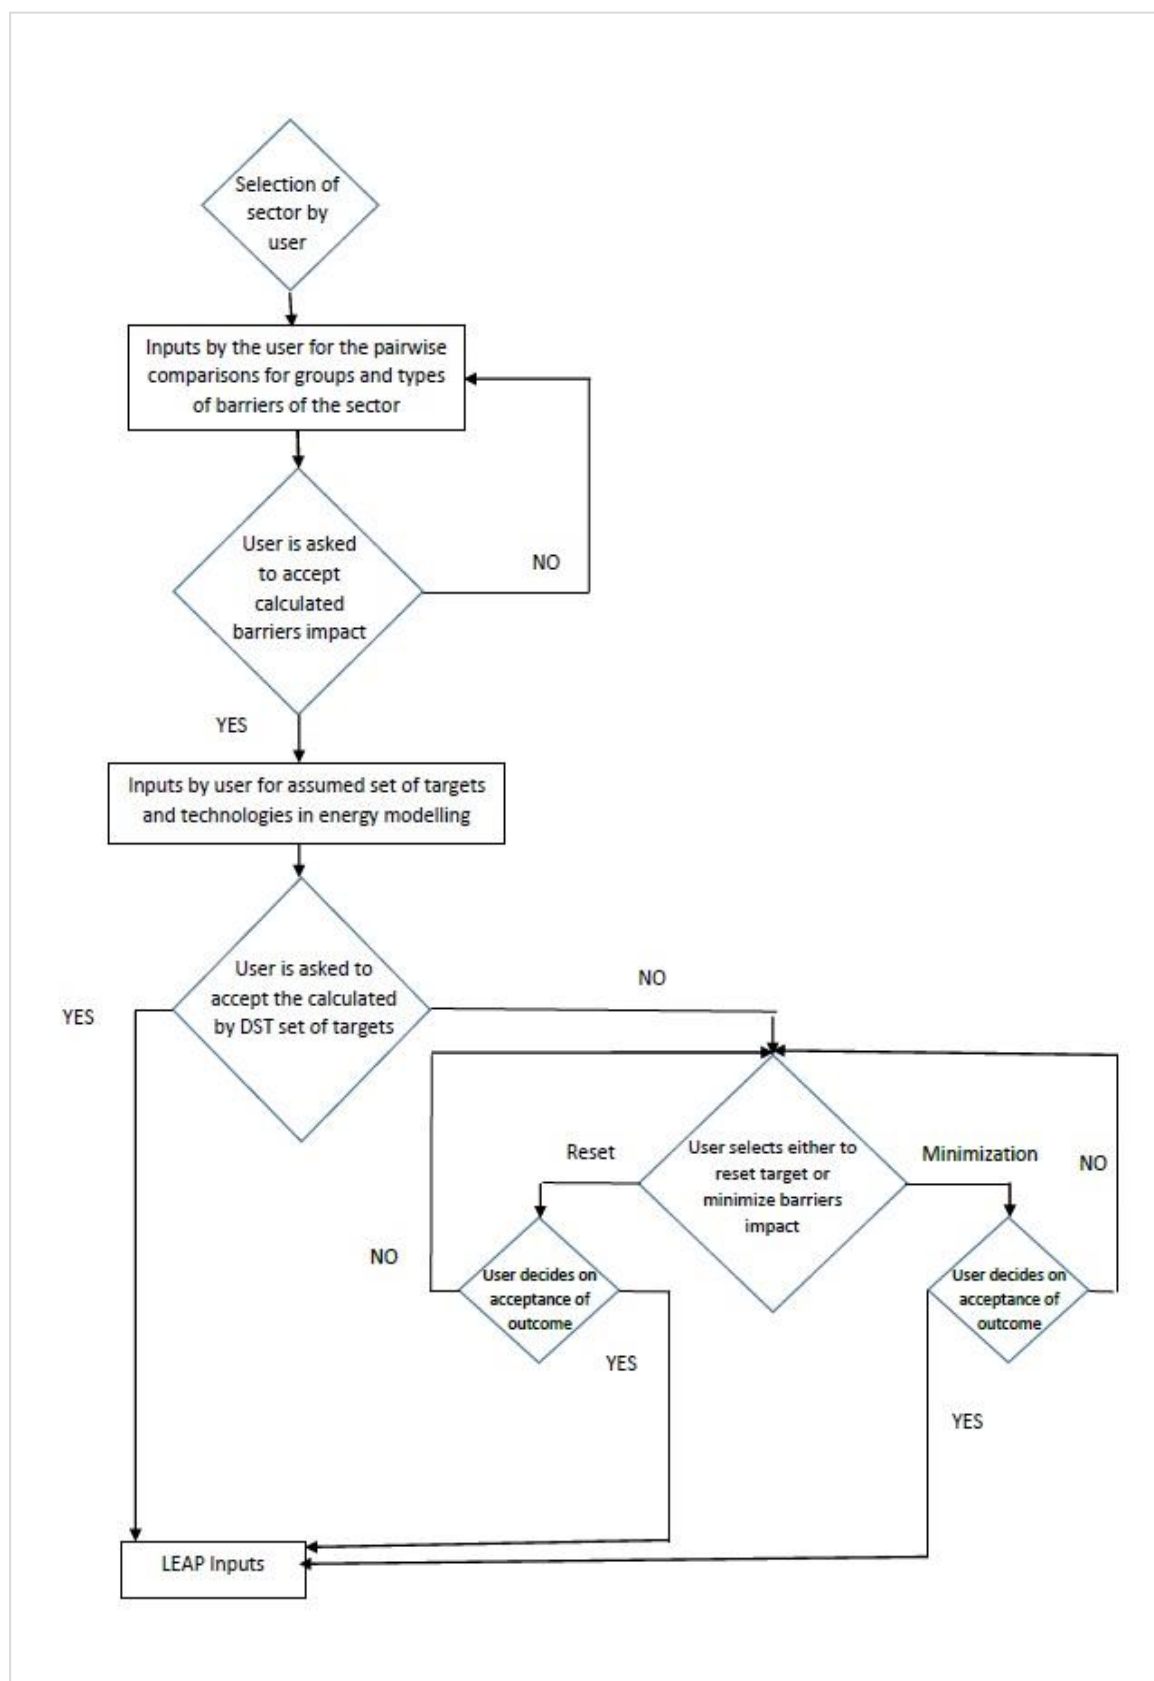 Selection of
sector by
user
Inputs by the user for the pairwise
comparisons for groups and types
of barriers of the sector
User is asked
to accept
calculated
barriers impact
NO
YES
Inputs by user for assumed set of targets
and technologies in energy modelling
User is asked to
accept the calculated
by DST set of targets
YES
NO
User selects either to
reset target or
minimize barriers
impact
Reset
Minimization
NO
NO
User decides on
acceptance of
outcome
User decides on
acceptance of
outcome
YES
YES
LEAP Inputs